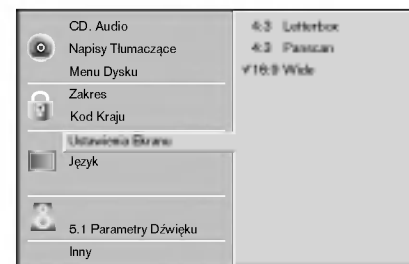 CD. Audio
Napisy Tłumaczące
Menu Dysku
Zakres
Kod Kraju
Ustawienia Ekranu
Język
5.1 Parametry Dźwięku
Inny
4:3 Letterbox
4:3 Panscan
✓16:9 Wide